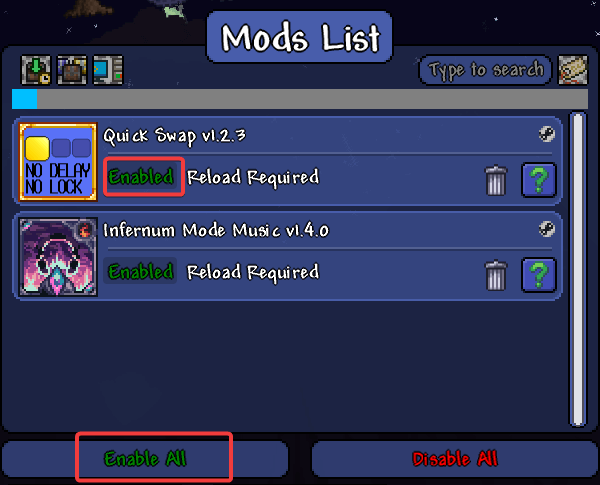 Mods List
Type to search
Quick Swap v1.2.3
NO DELAY
NO LOCK
Enabled Reload Required
?
Infernum Mode Music v1.4.0
Enabled Reload Required
?
Enable All
Disable All